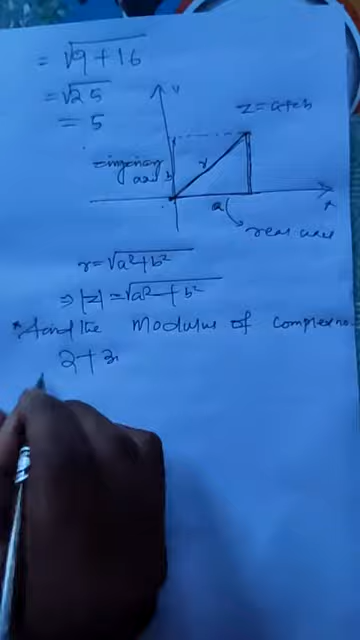 = √9+16
= √25
= 5
y
z=a+ib
imaginary
axis b
r
a
x
real axis
r=√a²+b²
⇒ |z| =√a²+b²
*Find the Modulus of complex no.
2+3i